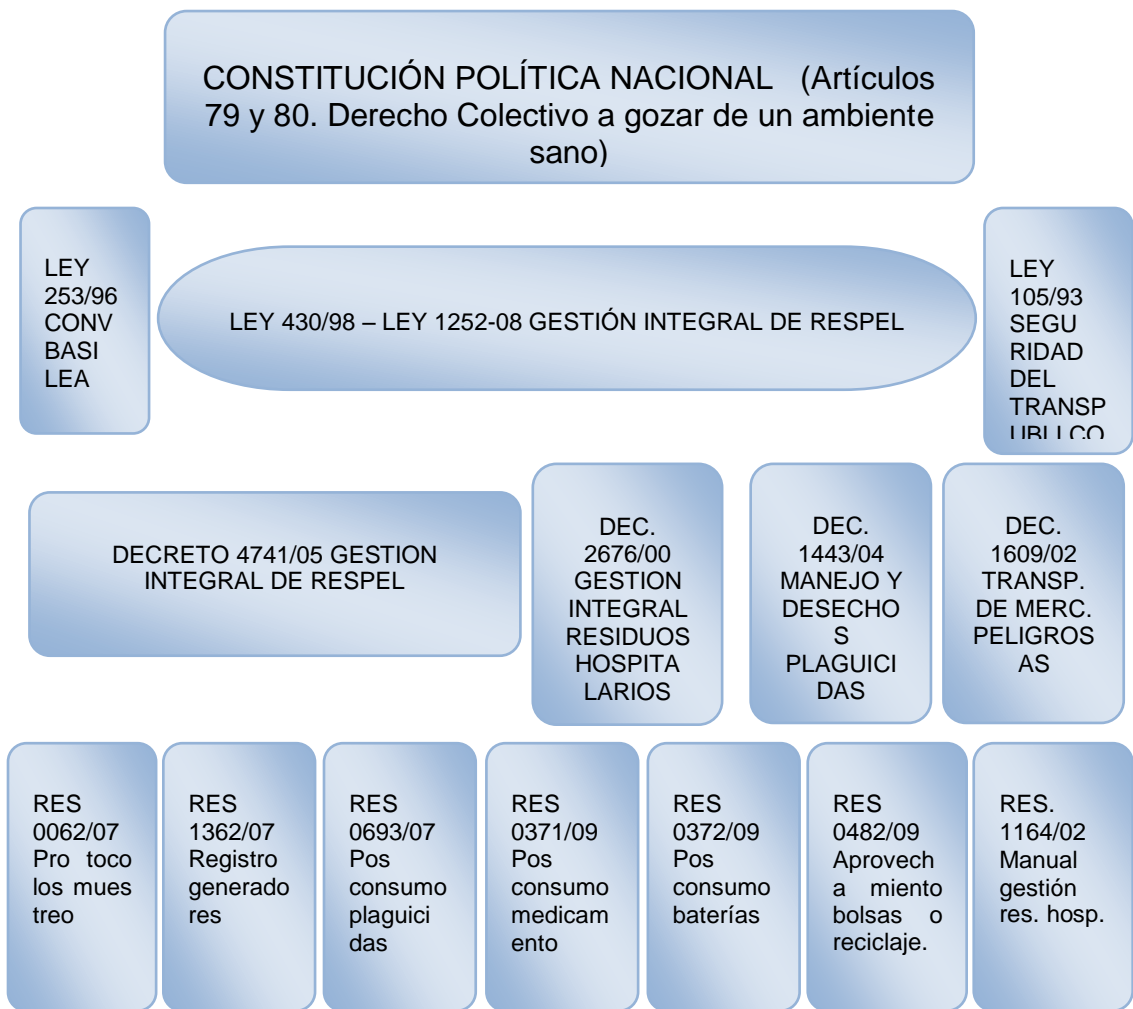 CONSTITUCIÓN POLÍTICA NACIONAL (Artículos
79 y 80. Derecho Colectivo a gozar de un ambiente
sano)
LEY
253/96
CONV
BASI
LEA
LEY 430/98 – LEY 1252-08 GESTIÓN INTEGRAL DE RESPEL
LEY
105/93
SEGU
RIDAD
DEL
TRANSP
UBLI CO
DECRETO 4741/05 GESTION
INTEGRAL DE RESPEL
DEC.
2676/00
GESTION
INTEGRAL
RESIDUOS
HOSPITA
LARIOS
DEC.
1443/04
MANEJO Y
DESECHO
S
PLAGUICI
DAS
DEC.
1609/02
TRANSP.
DE MERC.
PELIGROS
AS
RES
0062/07
Pro toco
los mues
treo
RES
1362/07
Registro
generado
res
RES
0693/07
Pos
consumo
plaguici
das
RES
0371/09
Pos
consumo
medicam
ento
RES
0372/09
Pos
consumo
baterías
RES
0482/09
Aprovech
a miento
bolsas o
reciclaje.
RES.
1164/02
Manual
gestión
res. hosp.